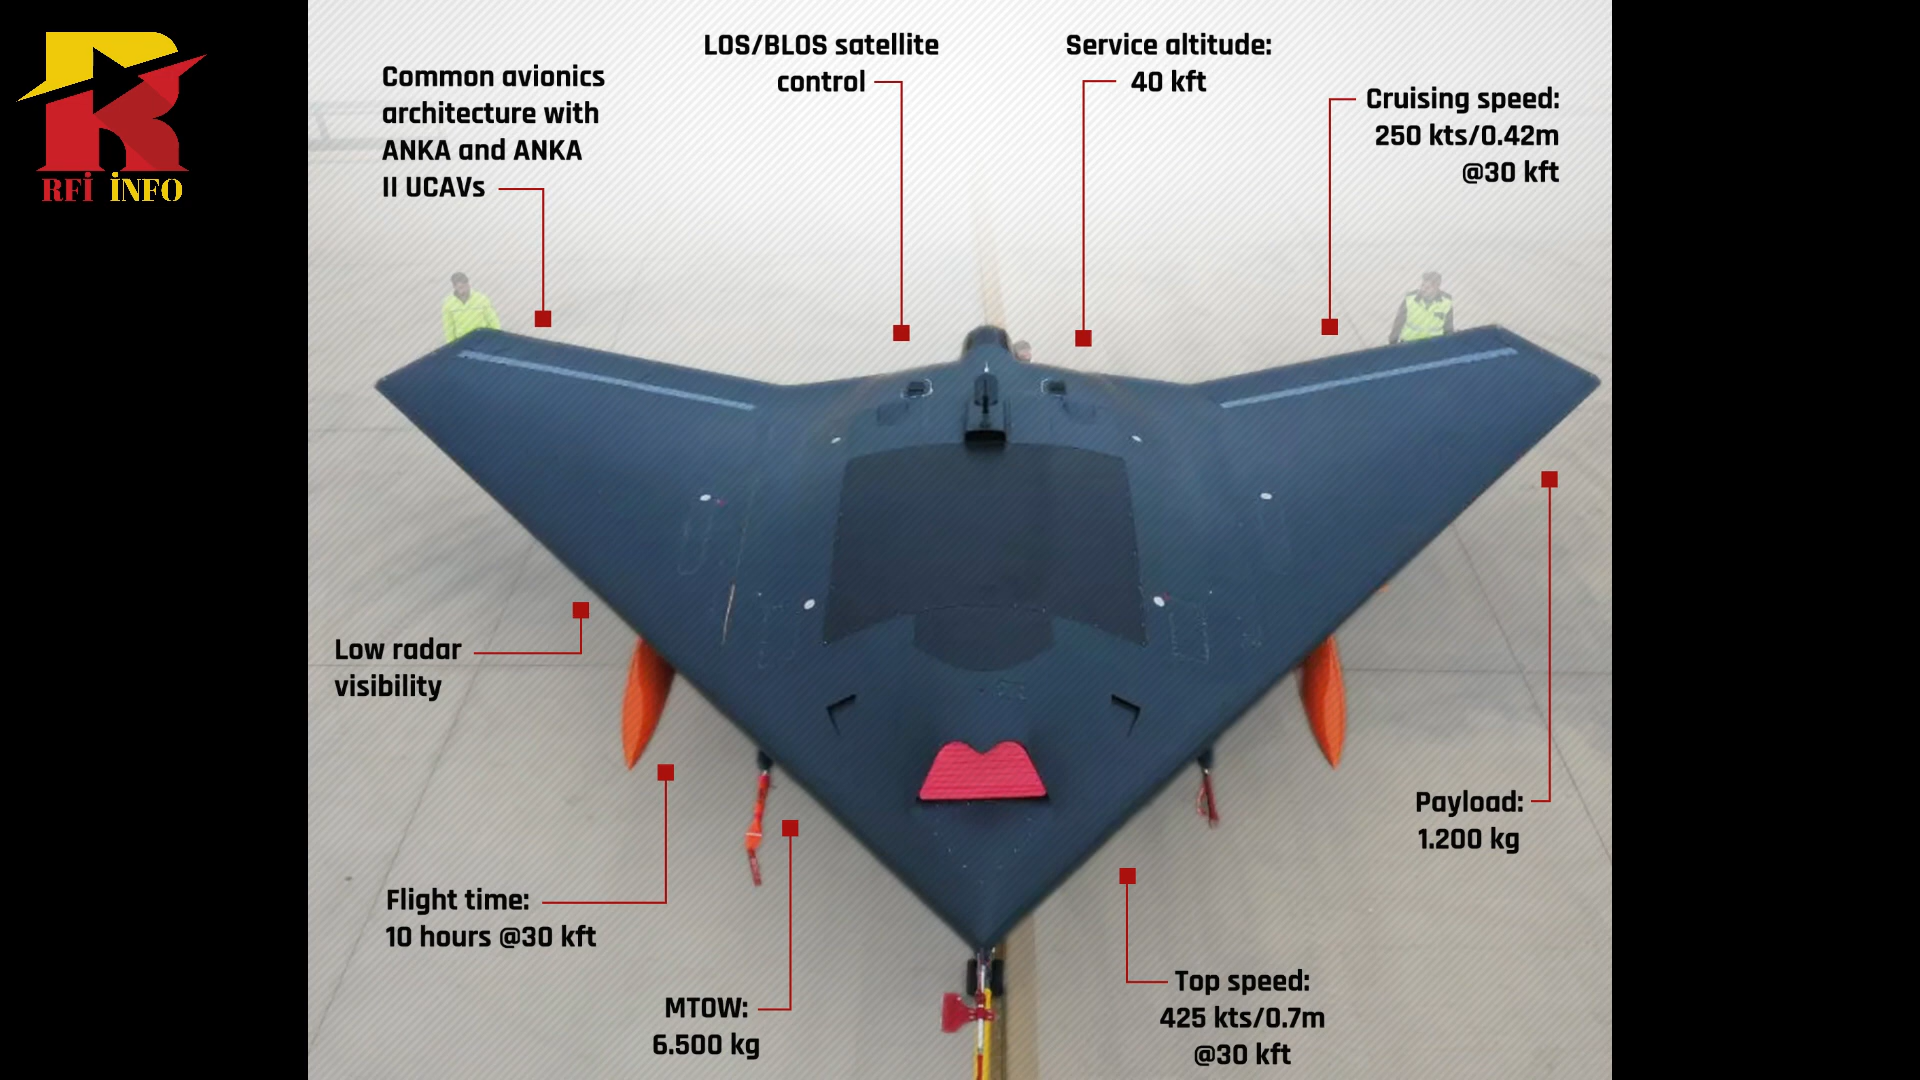 RFİ İNFO
Common avionics
architecture with
ANKA and ANKA
II UCAVs
LOS/BLOS satellite
control
Service altitude:
40 kft
Cruising speed:
250 kts/0.42m
@30 kft
Low radar
visibility
Payload:
1.200 kg
Flight time:
10 hours @30 kft
MTOW:
6.500 kg
Top speed:
425 kts/0.7m
@30 kft